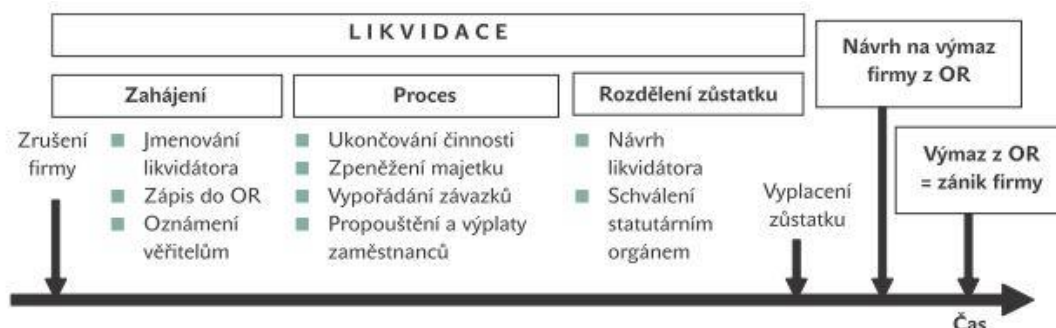 LIKVIDACE
Návrh na výmaz
firmy z OR
Zahájení
Proces
Rozdělení zůstatku
Zrušení
firmy
Jmenování
likvidátora
Zápis do OR
Oznámení
věřitelům
Ukončování činnosti
Zpeněžení majetku
Vypořádání závazků
Propouštění a výplaty
zaměstnanců
Návrh
likvidátora
Schválení
statutárním
orgánem
Vyplacení
zůstatku
Výmaz z OR
= zánik firmy
Čas